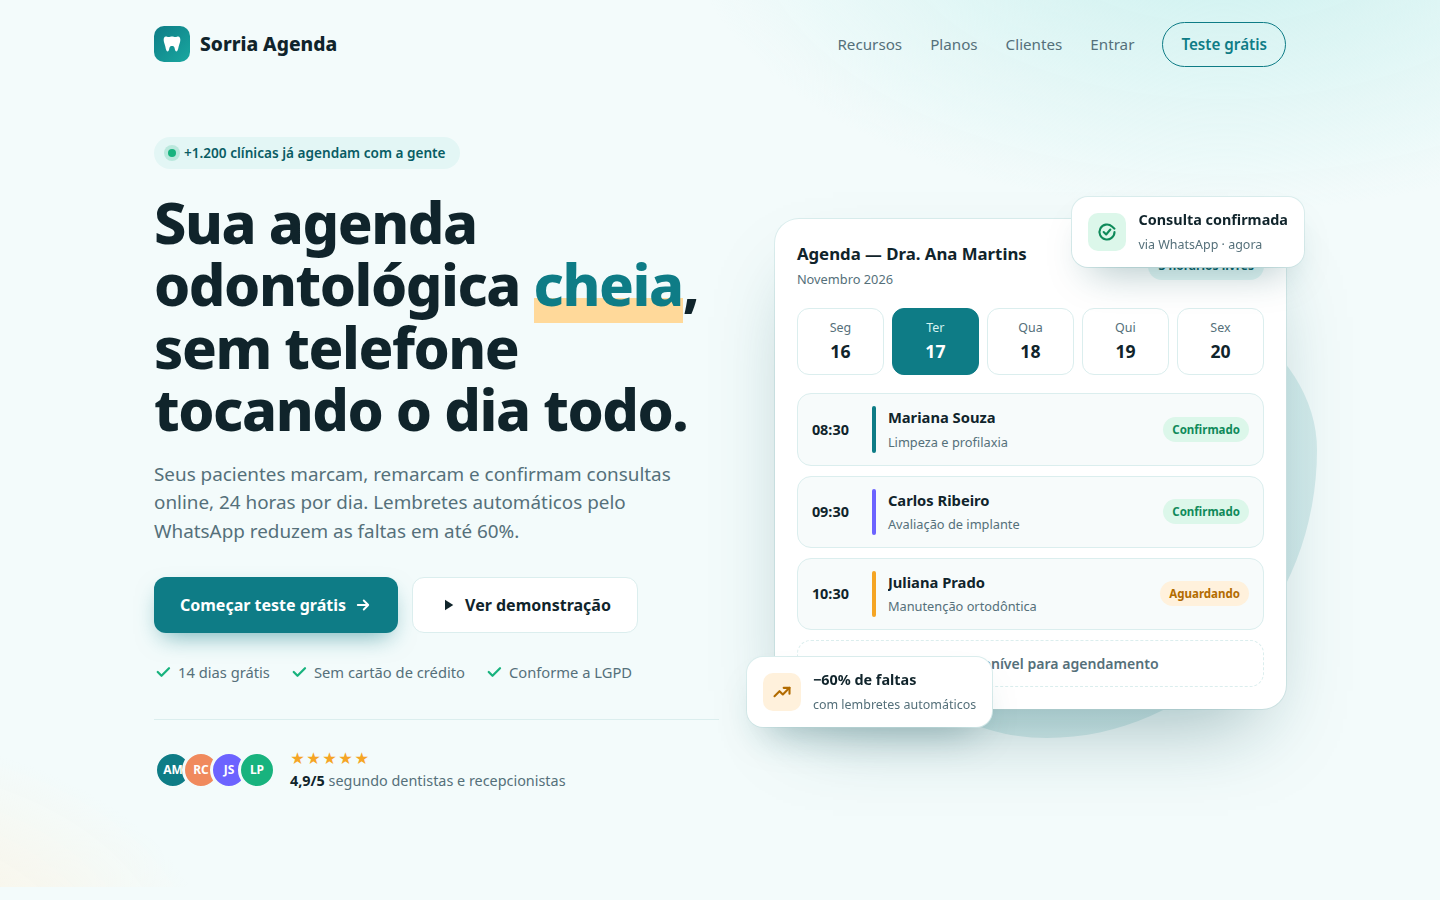 Sorria Agenda
Recursos
Planos
Clientes
Entrar
Teste grátis
+1.200 clínicas já agendam com a gente
Sua agenda
odontológica cheia,
sem telefone
tocando o dia todo.
Seus pacientes marcam, remarcam e confirmam consultas
online, 24 horas por dia. Lembretes automáticos pelo
WhatsApp reduzem as faltas em até 60%.
Começar teste grátis →
Ver demonstração
14 dias grátis
Sem cartão de crédito
Conforme a LGPD
AM
RC
JS
LP
★★★★★
4,9/5 segundo dentistas e recepcionistas
Consulta confirmada
via WhatsApp · agora
Agenda — Dra. Ana Martins
Novembro 2026
Seg
16
Ter
17
Qua
18
Qui
19
Sex
20
08:30
Mariana Souza
Limpeza e profilaxia
Confirmado
09:30
Carlos Ribeiro
Avaliação de implante
Confirmado
10:30
Juliana Prado
Manutenção ortodôntica
Aguardando
para agendamento
−60% de faltas
com lembretes automáticos